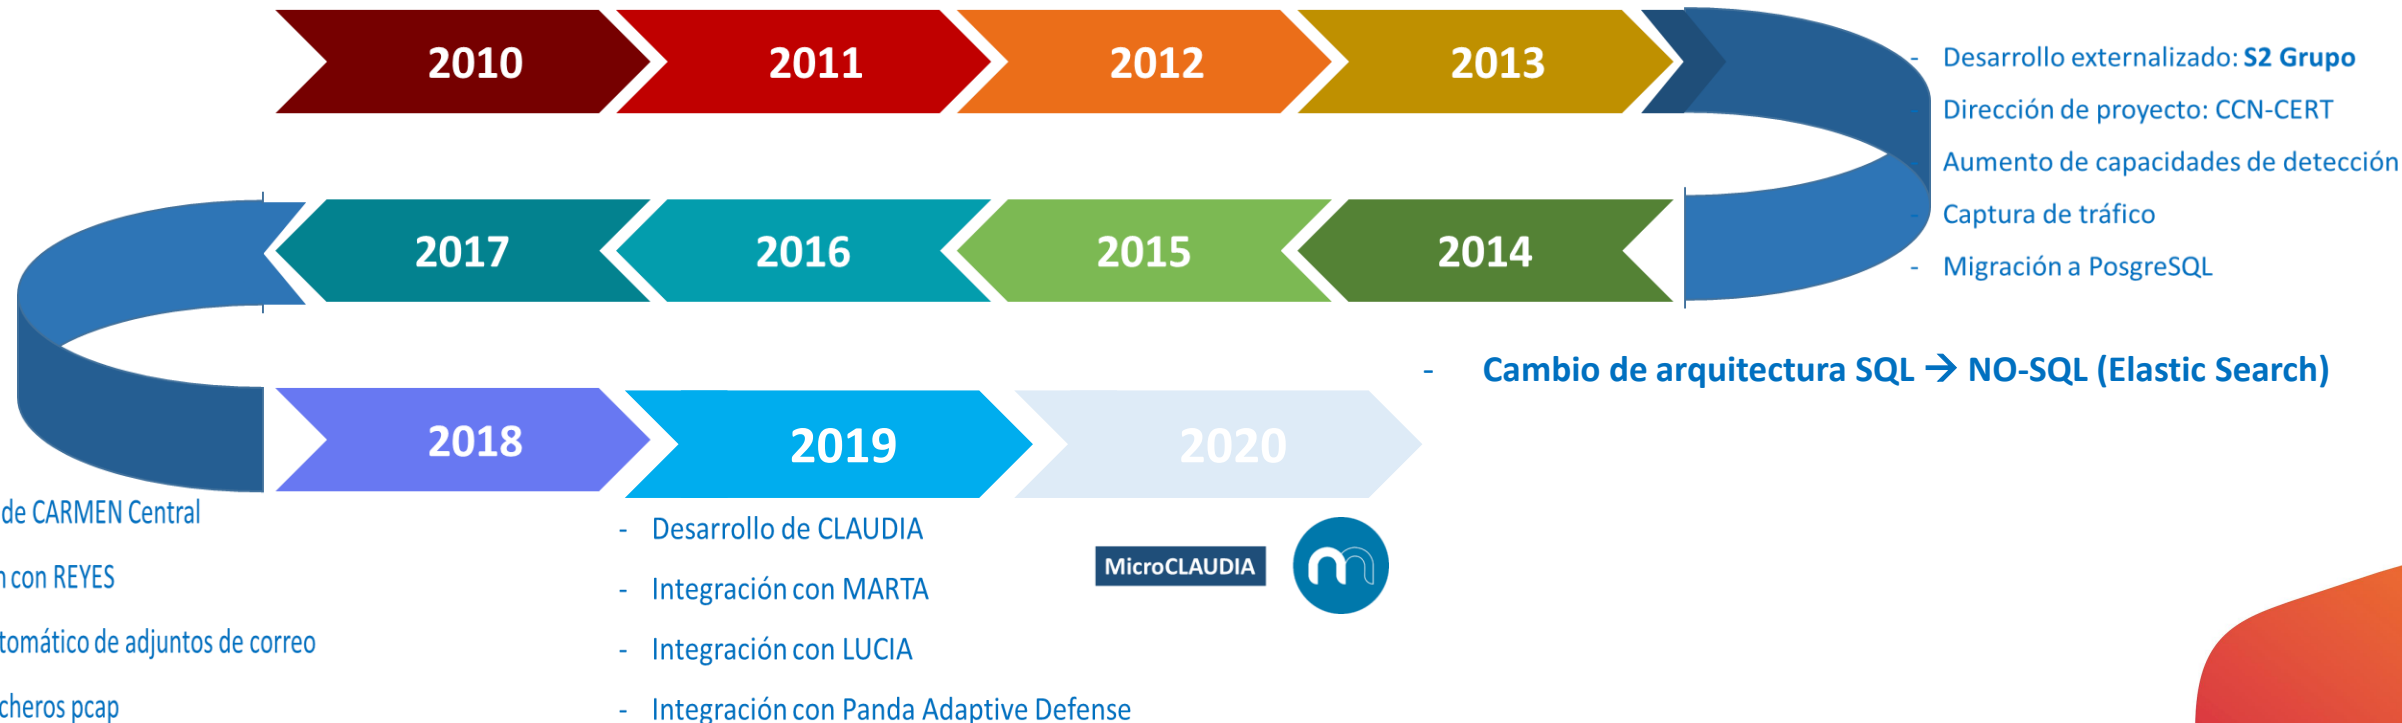 2010 2011 2012 2013
- Desarrollo externalizado: S2 Grupo
Dirección de proyecto: CCN-CERT
Aumento de capacidades de detección
- Captura de tráfico
- Migración a PosgreSQL
2017 2016 2015 2014
- Cambio de arquitectura SQL → NO-SQL (Elastic Search)
2018 2019 2020
de CARMEN Central
con REYES
de adjuntos de correo
pcap
- Desarrollo de CLAUDIA
- Integración con MARTA
- Integración con LUCIA
- Integración con Panda Adaptive Defense
MicroCLAUDIA